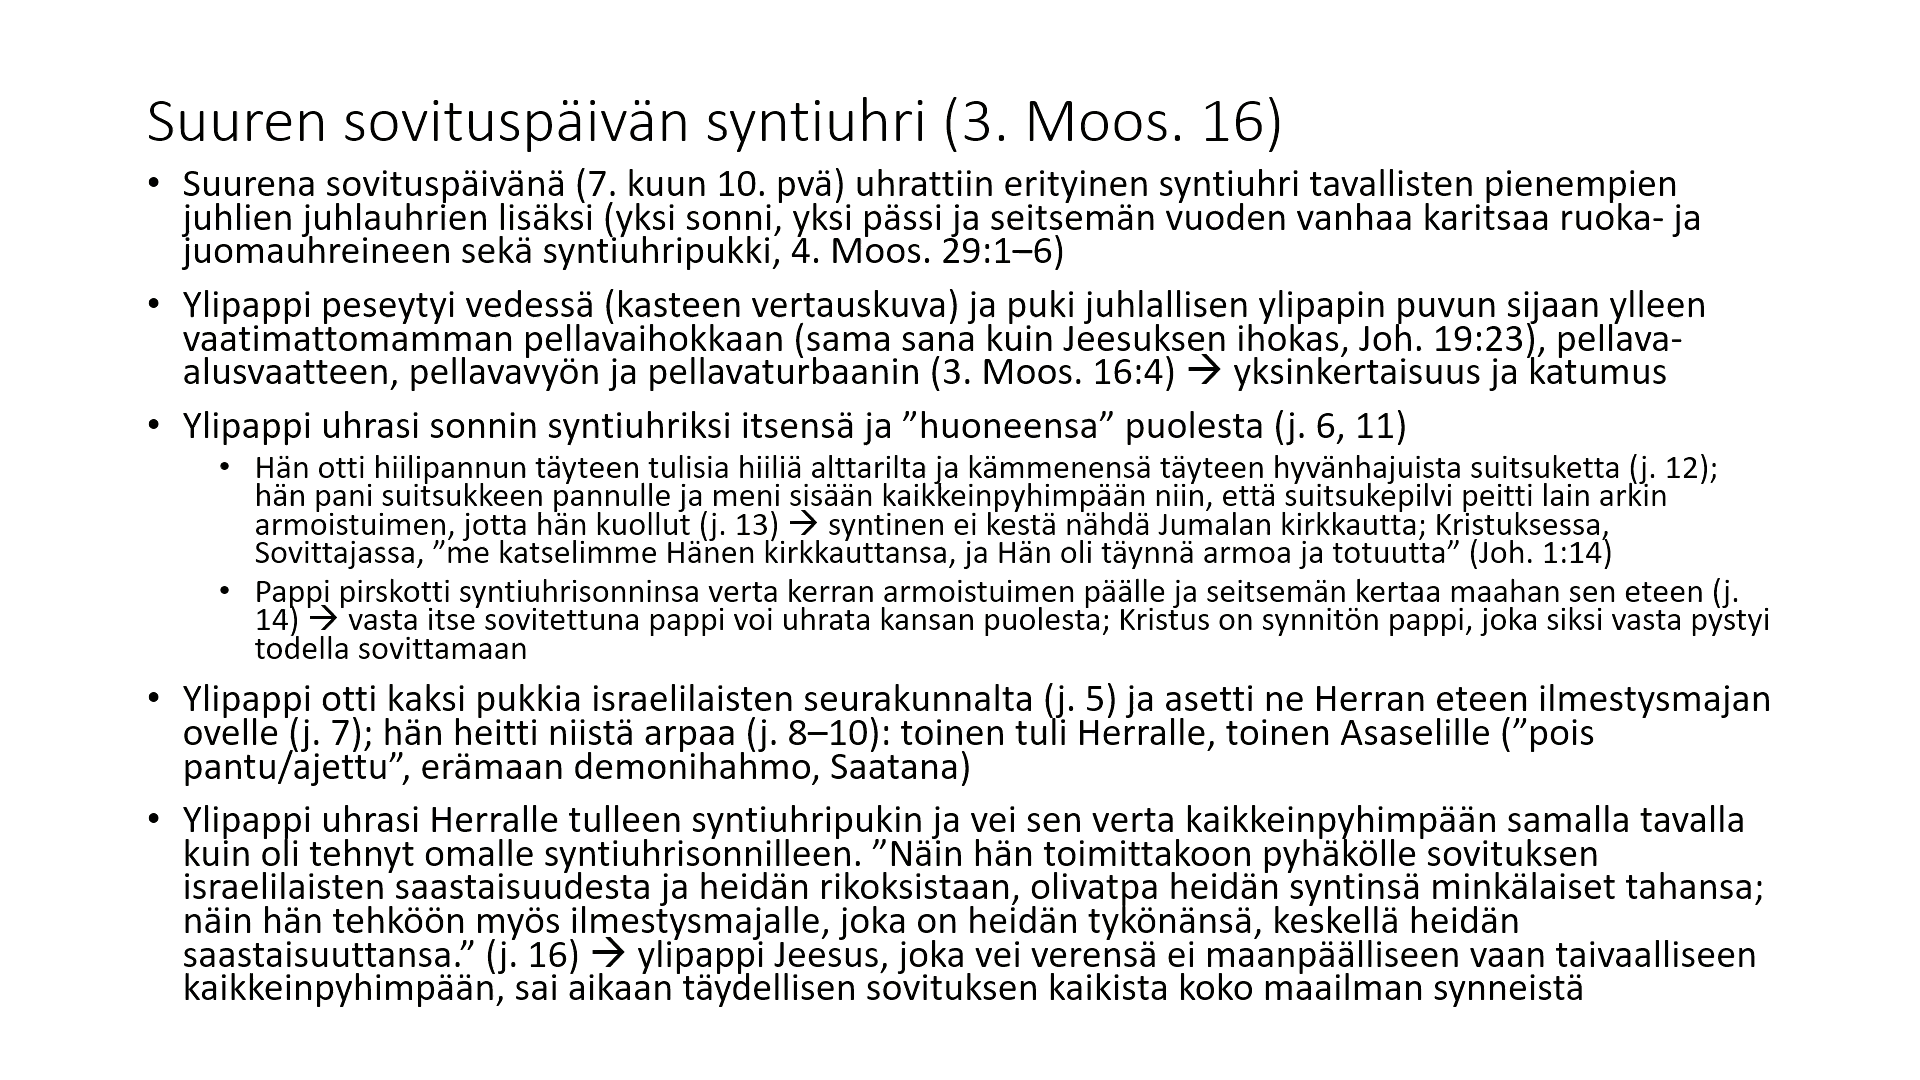 Suuren sovituspäivän syntiuhri (3. Moos. 16)
• Suurena sovituspäivänä (7. kuun 10. pvä) uhrattiin erityinen syntiuhri tavallisten pienempien
juhlien juhlauhrien lisäksi (yksi sonni, yksi pässi ja seitsemän vuoden vanhaa karitsaa ruoka- ja
juomauhreineen sekä syntiuhripukki, 4. Moos. 29:1–6)
• Ylipappi peseytyi vedessä (kasteen vertauskuva) ja puki juhlallisen ylipapin puvun sijaan ylleen
vaatimattomamman pellavaihokkaan (sama sana kuin Jeesuksen ihokas, Joh. 19:23), pellava-
alusvaatteen, pellavavyön ja pellavaturbaanin (3. Moos. 16:4) → yksinkertaisuus ja katumus
• Ylipappi uhrasi sonnin syntiuhriksi itsensä ja ”huoneensa” puolesta (j. 6, 11)
• Hän otti hiilipannun täyteen tulisia hiiliä alttarilta ja kämmenensä täyteen hyvänhajuista suitsuketta (j. 12);
hän pani suitsukkeen pannulle ja meni sisään kaikkeinpyhimpään niin, että suitsukepilvi peitti lain arkin
armoistuimen, jotta hän kuollut (j. 13) → syntinen ei kestä nähdä Jumalan kirkkautta; Kristuksessa,
Sovittajassa, ”me katselimme Hänen kirkkauttansa, ja Hän oli täynnä armoa ja totuutta” (Joh. 1:14)
• Pappi pirskotti syntiuhrisonninsa verta kerran armoistuimen päälle ja seitsemän kertaa maahan sen eteen (j.
14) → vasta itse sovitettuna pappi voi uhrata kansan puolesta; Kristus on synnitön pappi, joka siksi vasta pystyi
todella sovittamaan
• Ylipappi otti kaksi pukkia israelilaisten seurakunnalta (j. 5) ja asetti ne Herran eteen ilmestysmajan
ovelle (j. 7); hän heitti niistä arpaa (j. 8–10): toinen tuli Herralle, toinen Asaselille (”pois
pantu/ajettu”, erämaan demonihahmo, Saatana)
• Ylipappi uhrasi Herralle tulleen syntiuhripukin ja vei sen verta kaikkeinpyhimpään samalla tavalla
kuin oli tehnyt omalle syntiuhrisonnilleen. ”Näin hän toimittakoon pyhäkölle sovituksen
israelilaisten saastaisuudesta ja heidän rikoksistaan, olivatpa heidän syntinsä minkälaiset tahansa;
näin hän tehköön myös ilmestysmajalle, joka on heidän tykönänsä, keskellä heidän
saastaisuuttansa.” (j. 16) → ylipappi Jeesus, joka vei verensä ei maanpäälliseen vaan taivaalliseen
kaikkeinpyhimpään, sai aikaan täydellisen sovituksen kaikista koko maailman synneistä